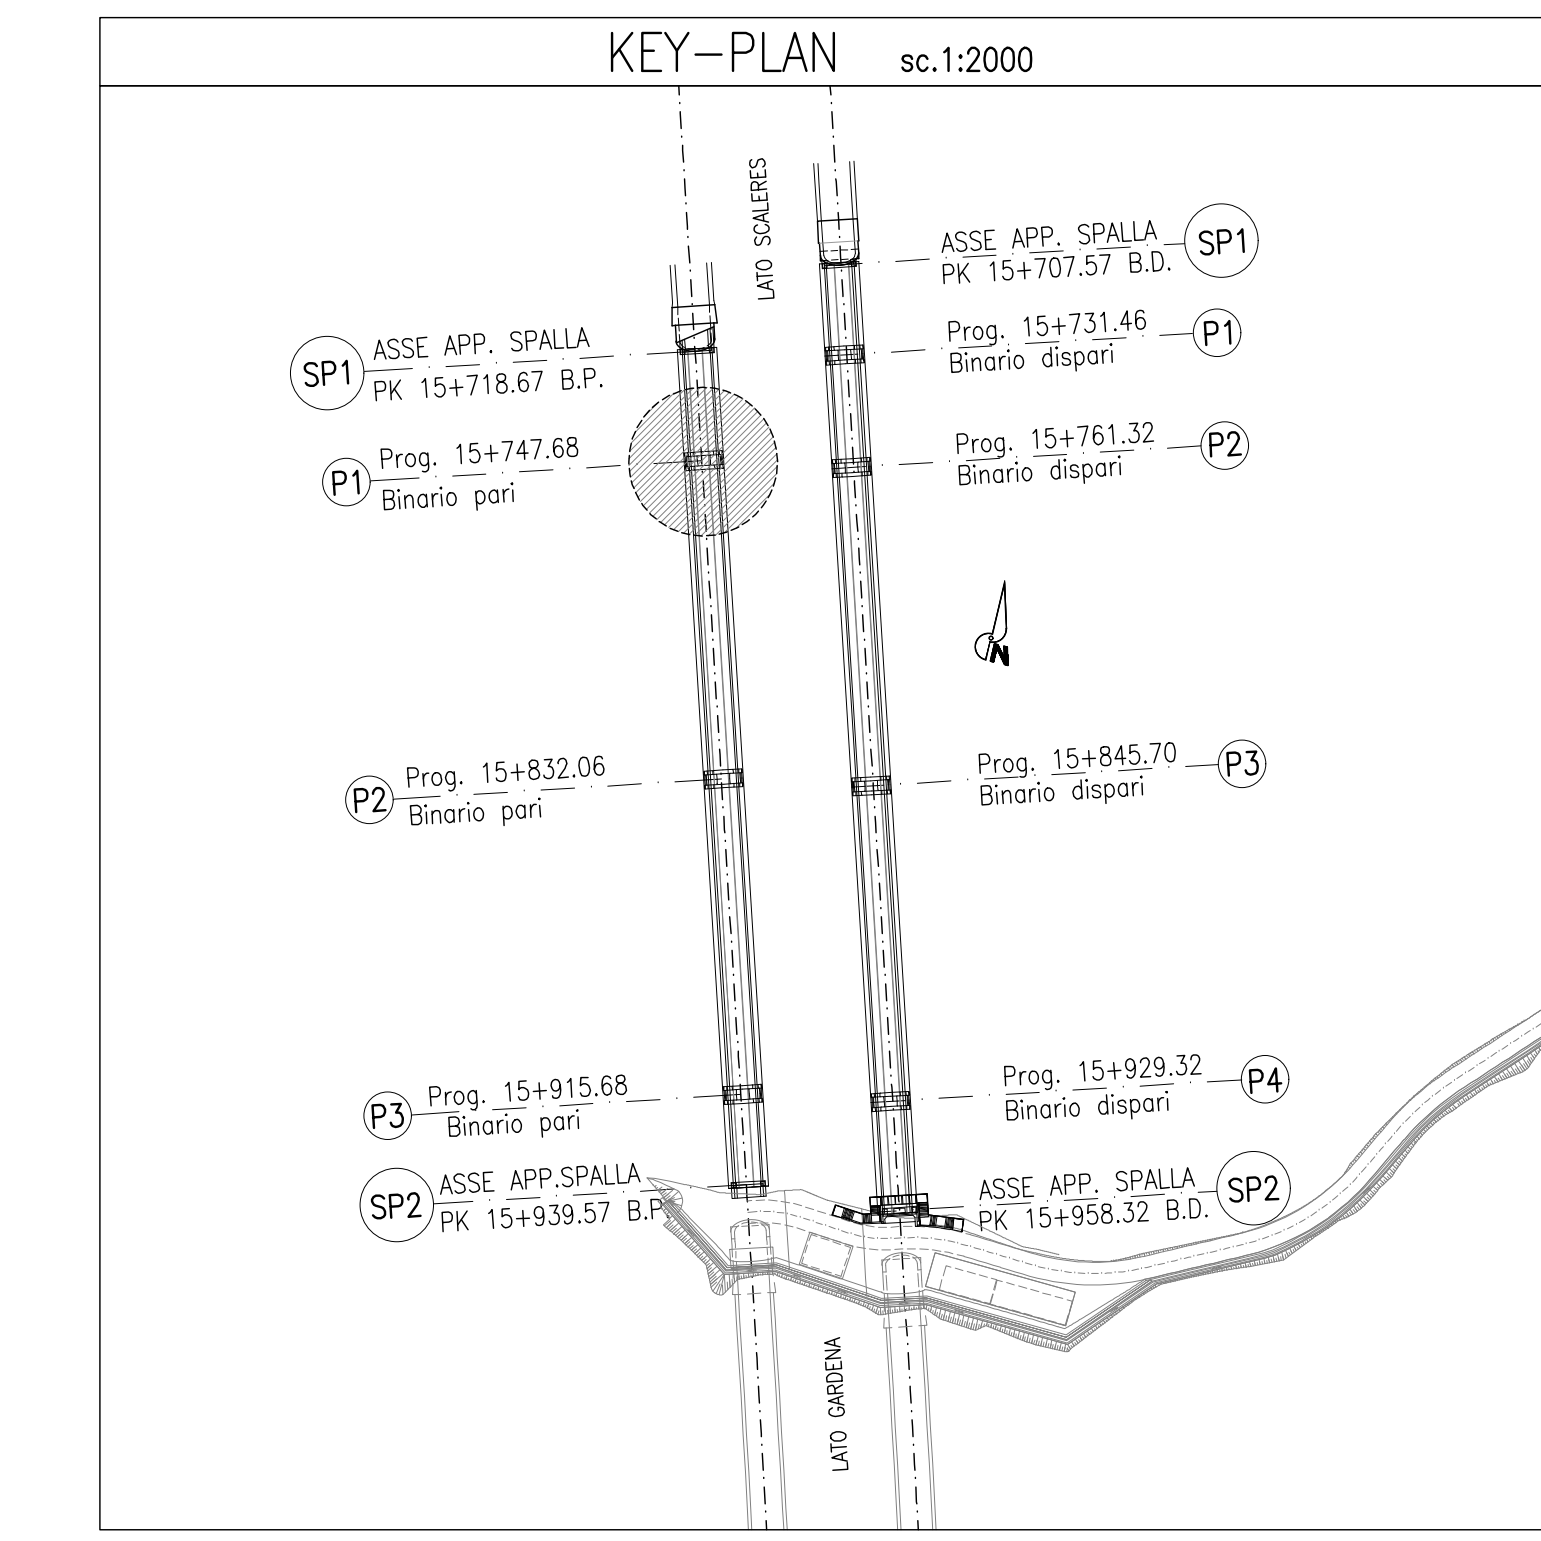 KEY-PLAN sc.1:2000
LATO SCALERES
SP1
ASSE APP. SPALLA
PK 15+718.67 B.P.
P1
Prog. 15+747.68
Binario pari
P2
Prog. 15+832.06
Binario pari
P3
Prog. 15+915.68
Binario pari
SP2
ASSE APP.SPALLA
PK 15+939.57 B.P.
ASSE APP. SPALLA
PK 15+707.57 B.D.
SP1
Prog. 15+731.46
Binario dispari
P1
Prog. 15+761.32
Binario dispari
P2
N
Prog. 15+845.70
Binario dispari
P3
Prog. 15+929.32
Binario dispari
P4
ASSE APP. SPALLA
PK 15+958.32 B.D.
SP2
LATO GARDENA